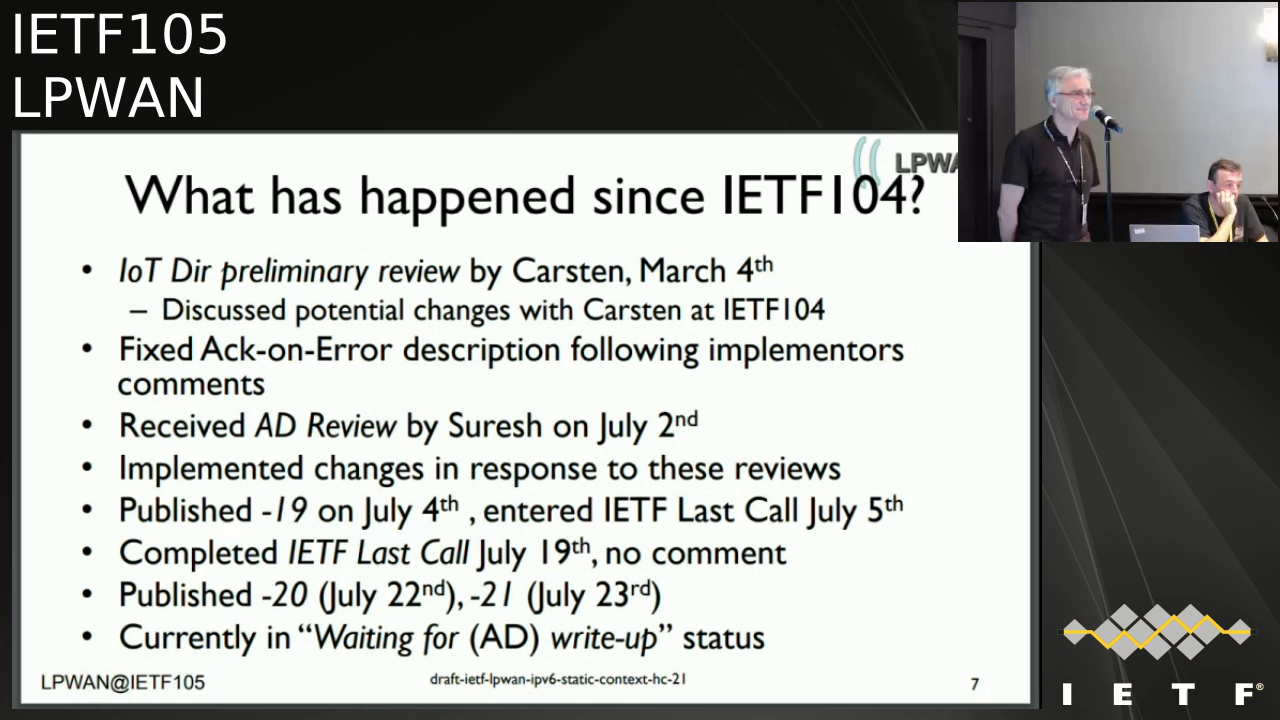 IETF105
LPWAN
LPWA
What has happened since IETF104?
• IoT Dir preliminary review by Carsten, March 4th
– Discussed potential changes with Carsten at IETF104
• Fixed Ack-on-Error description following implementors
comments
• Received AD Review by Suresh on July 2nd
• Implemented changes in response to these reviews
• Published -19 on July 4th , entered IETF Last Call July 5th
• Completed IETF Last Call July 19th, no comment
• Published -20 (July 22nd), -21 (July 23rd)
• Currently in “Waiting for (AD) write-up” status
LPWAN@IETF105
draft-ietf-lpwan-ipv6-static-context-hc-21
7
I E T F®